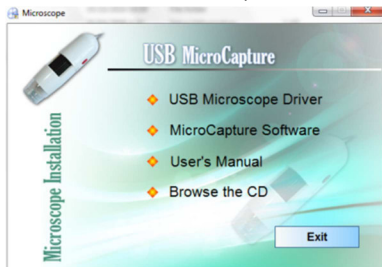 Microscope
USB MicroCapture
USB Microscope Driver
MicroCapture Software
User's Manual
Browse the CD
Exit
Microscope Installation